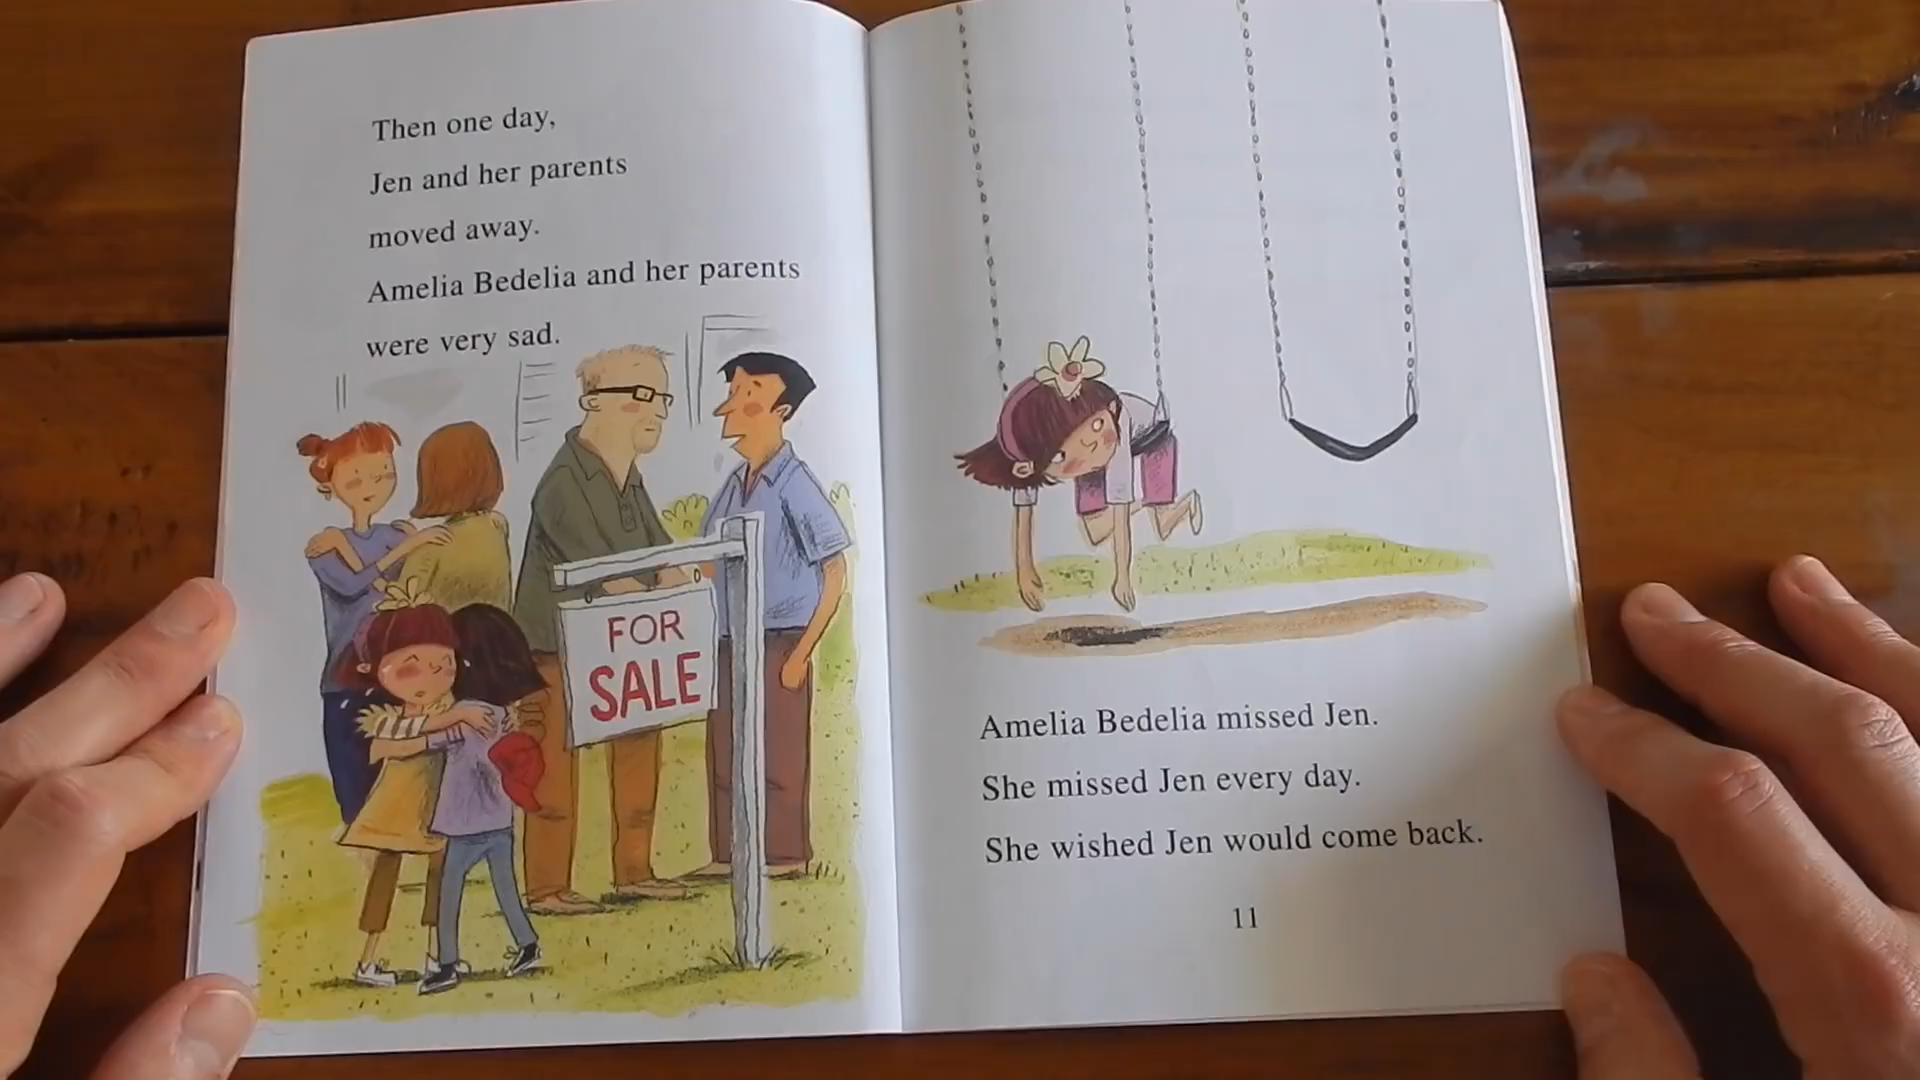 Then one day,
Jen and her parents
moved away.
Amelia Bedelia and her parents
were very sad.
FOR
SALE
Amelia Bedelia missed Jen.
She missed Jen every day.
She wished Jen would come back.
11